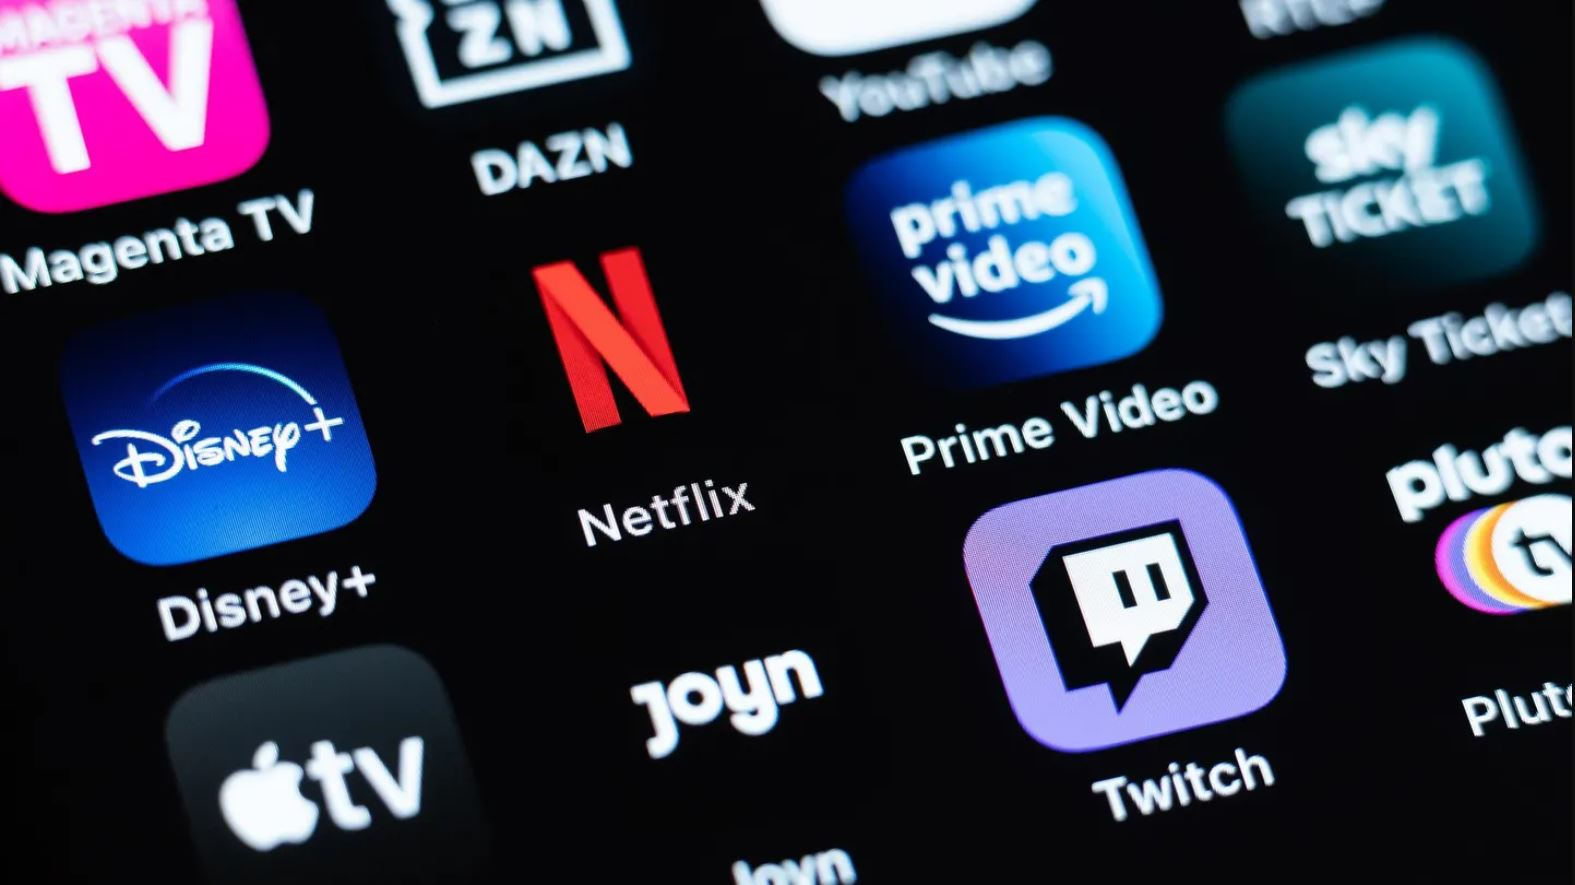 MAGENTA
TV
Magenta TV
ZN
DAZN
YouTube
sky
TICKET
Sky Ticket
prime
video
Prime Video
Disney+
Disney+
N
Netflix
pluto
tv
Pluto
Twitch
tv
joyn
Joyn